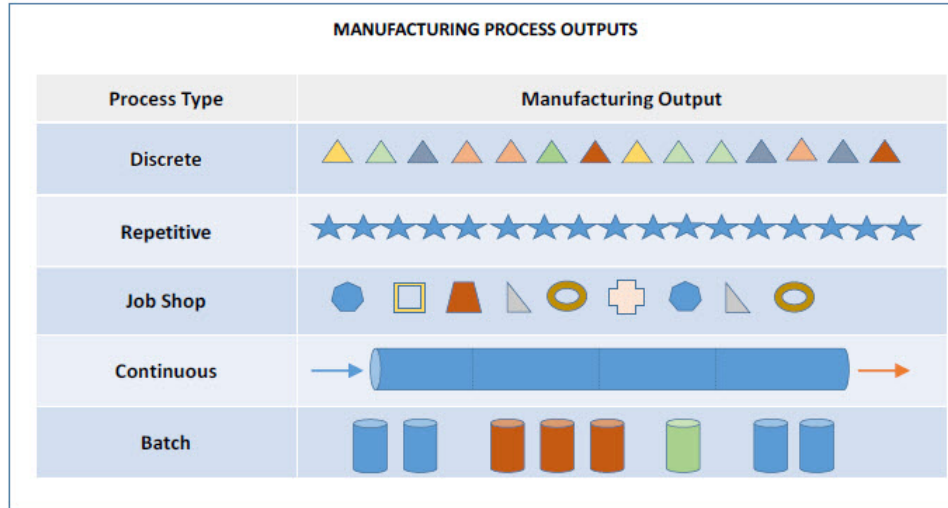 MANUFACTURING PROCESS OUTPUTS
Process Type
Manufacturing Output
Discrete
Repetitive
Job Shop
Continuous
Batch